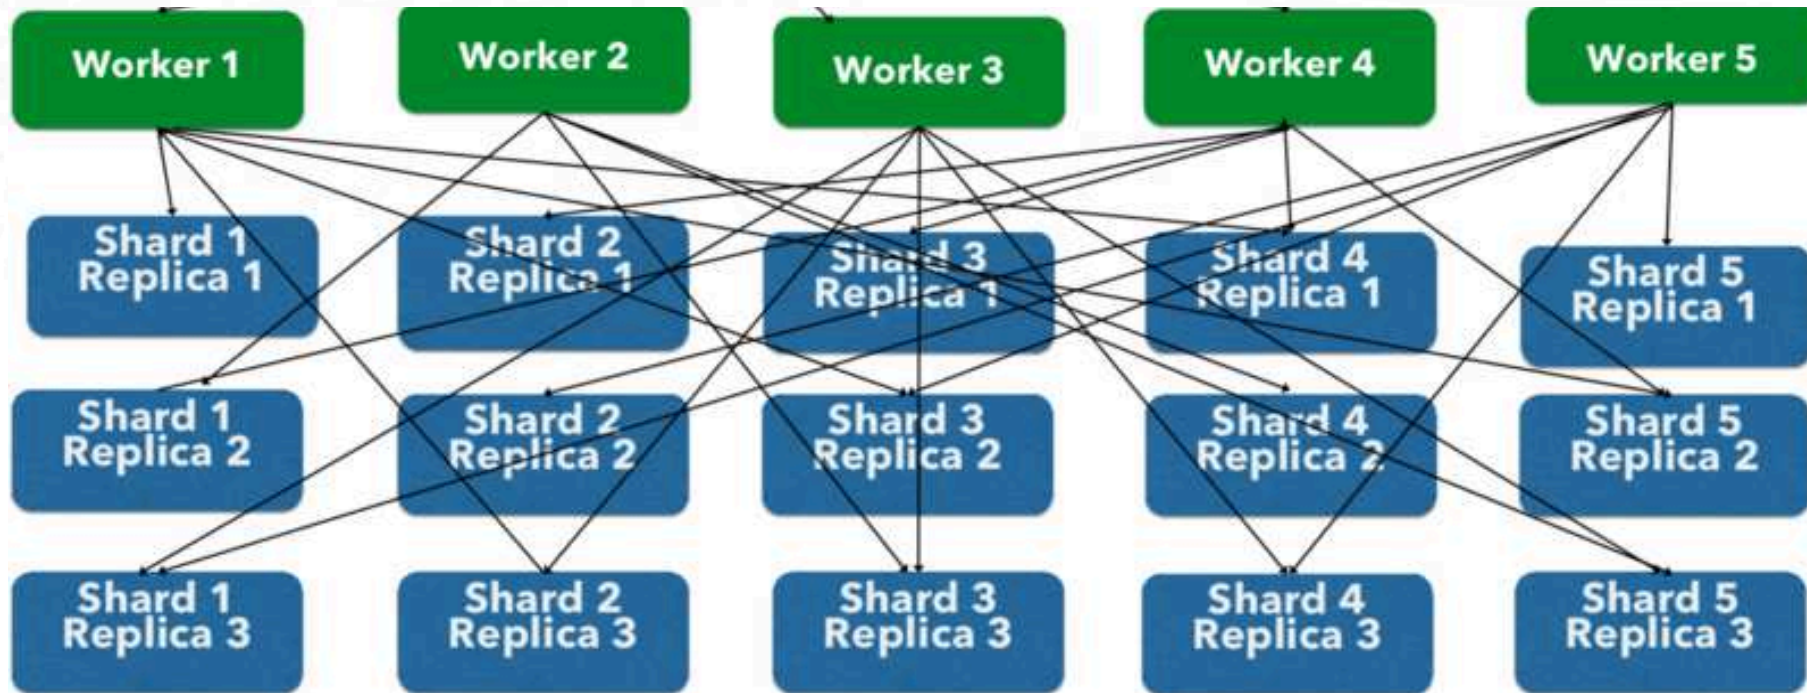 Worker 1
Worker 2
Worker 3
Worker 4
Worker 5
Shard 1
Replica 1
Shard 2
Replica 1
Shard 3
Replica 1
Shard 4
Replica 1
Shard 5
Replica 1
Shard 1
Replica 2
Shard 2
Replica 2
Shard 3
Replica 2
Shard 4
Replica 2
Shard 5
Replica 2
Shard 1
Replica 3
Shard 2
Replica 3
Shard 3
Replica 3
Shard 4
Replica 3
Shard 5
Replica 3